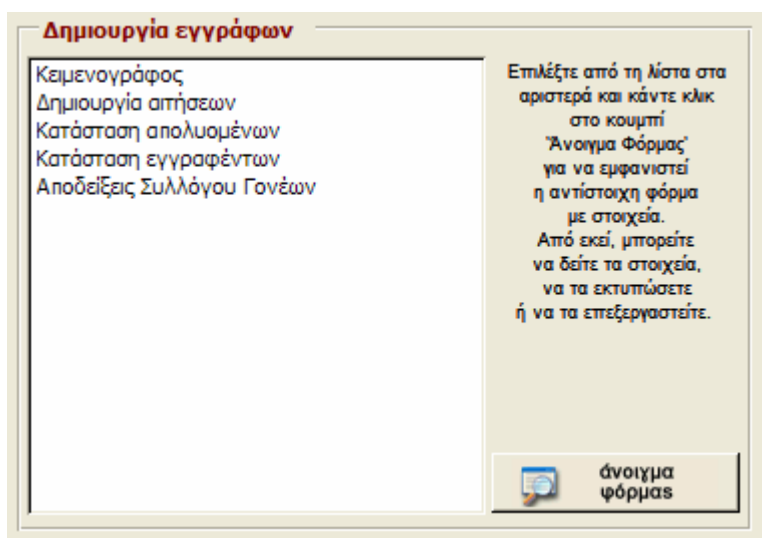 Δημιουργία εγγράφων
Κειμενογράφος
Δημιουργία αιτήσεων
Κατάσταση απολυομένων
Κατάσταση εγγραφέντων
Αποδείξεις Συλλόγου Γονέων
Επιλέξτε από τη λίστα στα
αριστερά και κάντε κλικ
στο κουμπί
"Άνοιγμα Φόρμας"
για να εμφανιστεί
η αντίστοιχη φόρμα
με στοιχεία.
Από εκεί, μπορείτε
να δείτε τα στοιχεία,
να τα εκτυπώσετε
ή να τα επεξεργαστείτε.
άνοιγμα
φόρμας